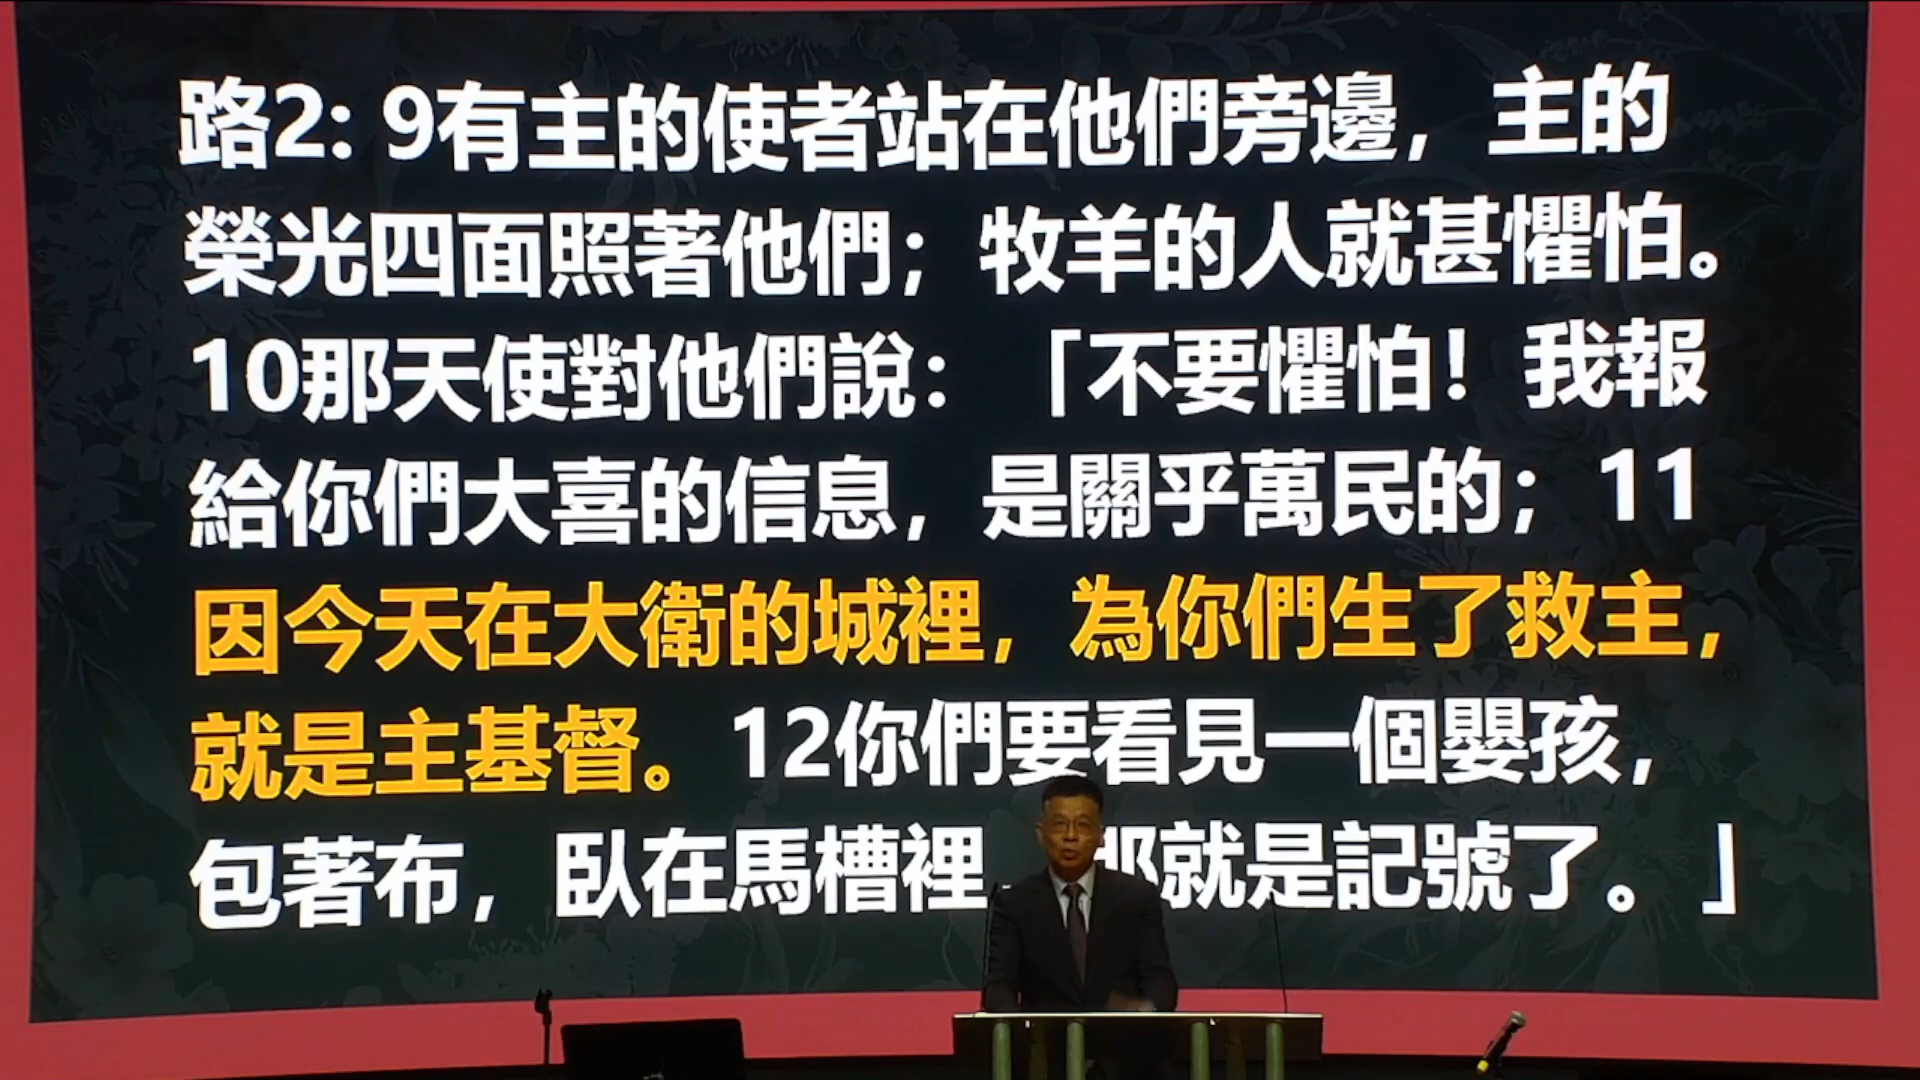 路2: 9有主的使者站在他們旁邊，主的
榮光四面照著他們；牧羊的人就甚懼怕。
10那天使對他們說：「不要懼怕！我報
給你們大喜的信息，是關乎萬民的；11
因今天在大衛的城裡，為你們生了救主，
就是主基督。12你們要看見一個嬰孩，
包著布，臥在馬槽裡，那就是記號了。」